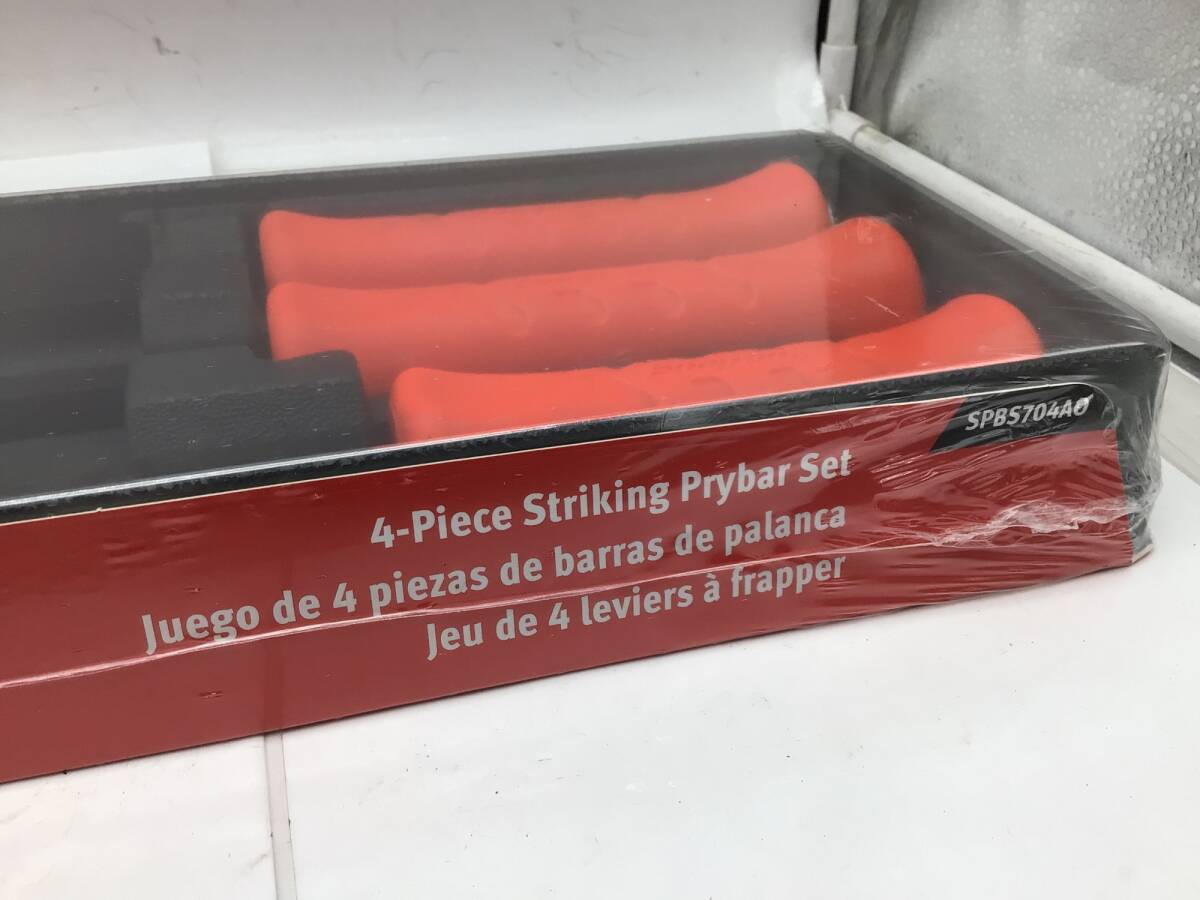 SPBS704AO
4-Piece Striking Prybar Set
Juego de 4 piezas de barras de palanca
Jeu de 4 leviers à frapper